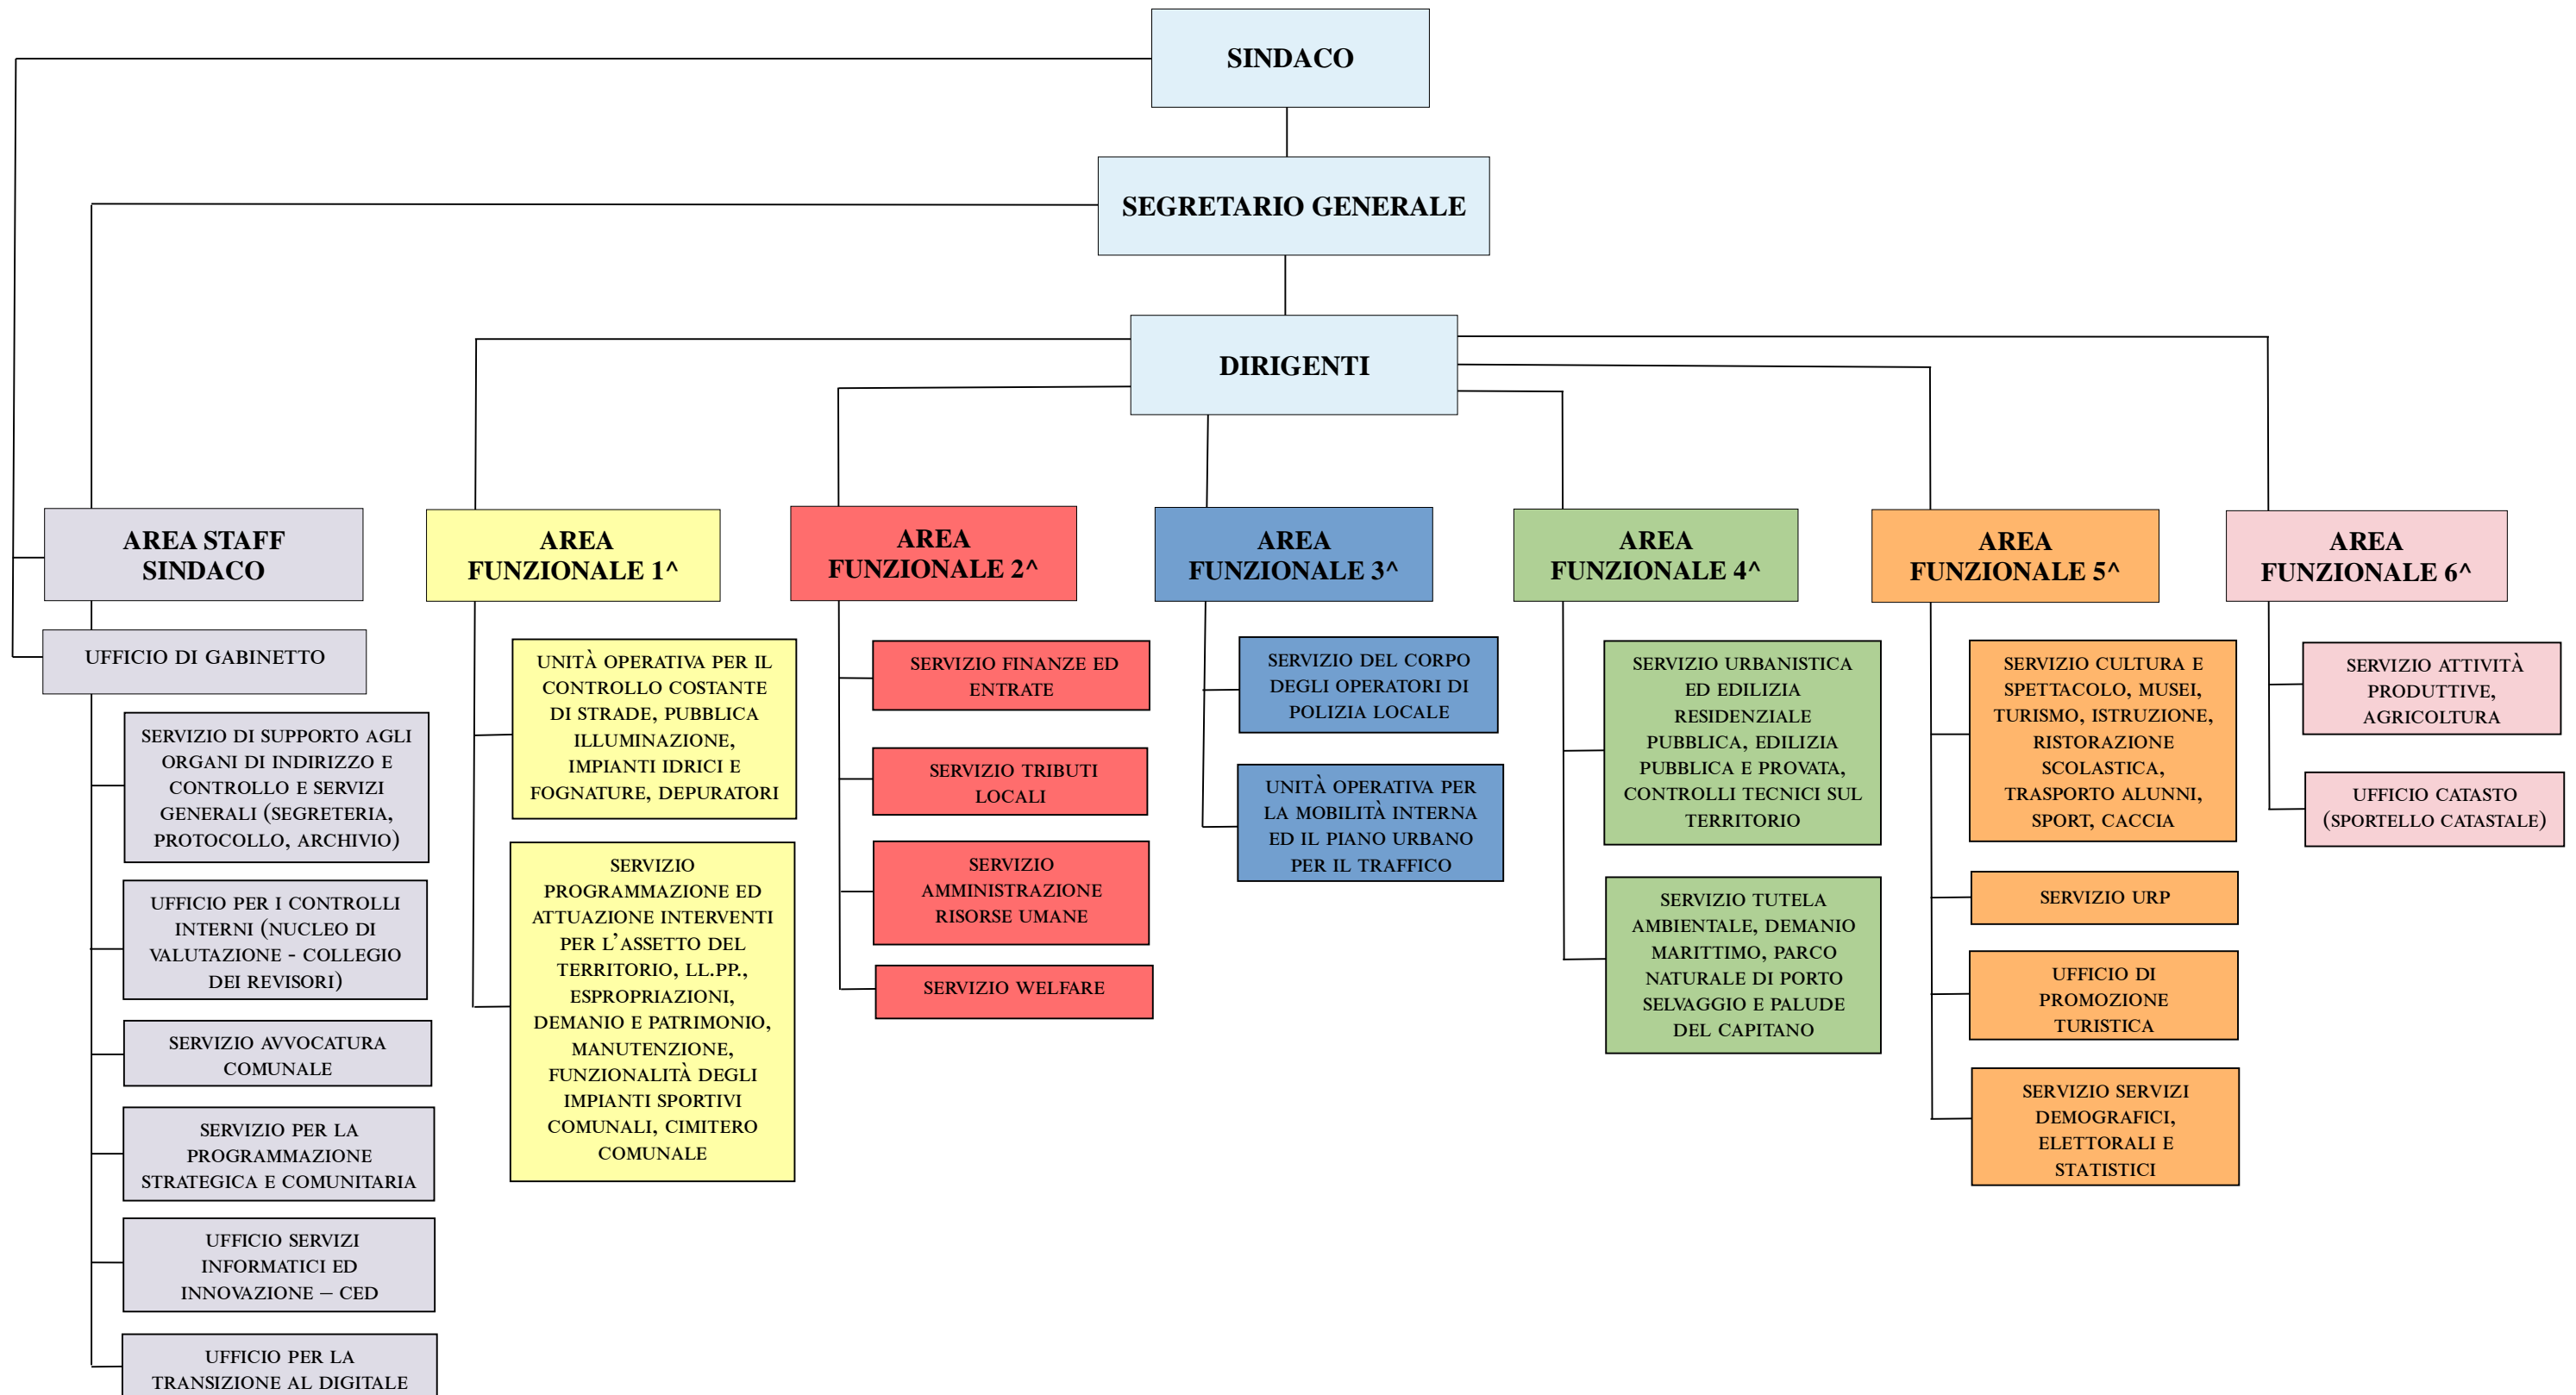 SINDACO
SEGRETARIO GENERALE
DIRIGENTI
AREA STAFF
SINDACO
UFFICIO DI GABINETTO
SERVIZIO DI SUPPORTO AGLI
ORGANI DI INDIRIZZO E
CONTROLLO E SERVIZI
GENERALI (SEGRETERIA,
PROTOCOLLO, ARCHIVIO)
UFFICIO PER I CONTROLLI
INTERNI (NUCLEO DI
VALUTAZIONE - COLLEGIO
DEI REVISORI)
SERVIZIO AVVOCATURA
COMUNALE
SERVIZIO PER LA
PROGRAMMAZIONE
STRATEGICA E COMUNITARIA
UFFICIO SERVIZI
INFORMATICI ED
INNOVAZIONE – CED
UFFICIO PER LA
TRANSIZIONE AL DIGITALE
AREA
FUNZIONALE 1^
UNITÀ OPERATIVA PER IL
CONTROLLO COSTANTE
DI STRADE, PUBBLICA
ILLUMINAZIONE,
IMPIANTI IDRICI E
FOGNATURE, DEPURATORI
SERVIZIO
PROGRAMMAZIONE ED
ATTUAZIONE INTERVENTI
PER L'ASSETTO DEL
TERRITORIO, LL.PP.,
ESPROPRIAZIONI,
DEMANIO E PATRIMONIO,
MANUTENZIONE,
FUNZIONALITÀ DEGLI
IMPIANTI SPORTIVI
COMUNALI, CIMITERO
COMUNALE
AREA
FUNZIONALE 2^
SERVIZIO FINANZE ED
ENTRATE
SERVIZIO TRIBUTI
LOCALI
SERVIZIO
AMMINISTRAZIONE
RISORSE UMANE
SERVIZIO WELFARE
AREA
FUNZIONALE 3^
SERVIZIO DEL CORPO
DEGLI OPERATORI DI
POLIZIA LOCALE
UNITÀ OPERATIVA PER
LA MOBILITÀ INTERNA
ED IL PIANO URBANO
PER IL TRAFFICO
AREA
FUNZIONALE 4^
SERVIZIO URBANISTICA
ED EDILIZIA
RESIDENZIALE
PUBBLICA, EDILIZIA
PUBBLICA E PROVATA,
CONTROLLI TECNICI SUL
TERRITORIO
SERVIZIO TUTELA
AMBIENTALE, DEMANIO
MARITTIMO, PARCO
NATURALE DI PORTO
SELVAGGIO E PALUDE
DEL CAPITANO
AREA
FUNZIONALE 5^
SERVIZIO CULTURA E
SPETTACOLO, MUSEI,
TURISMO, ISTRUZIONE,
RISTORAZIONE
SCOLASTICA,
TRASPORTO ALUNNI,
SPORT, CACCIA
SERVIZIO URP
UFFICIO DI
PROMOZIONE
TURISTICA
SERVIZIO SERVIZI
DEMOGRAFICI,
ELETTORALI E
STATISTICI
AREA
FUNZIONALE 6^
SERVIZIO ATTIVITÀ
PRODUTTIVE,
AGRICOLTURA
UFFICIO CATASTO
(SPORTELLO CATASTALE)